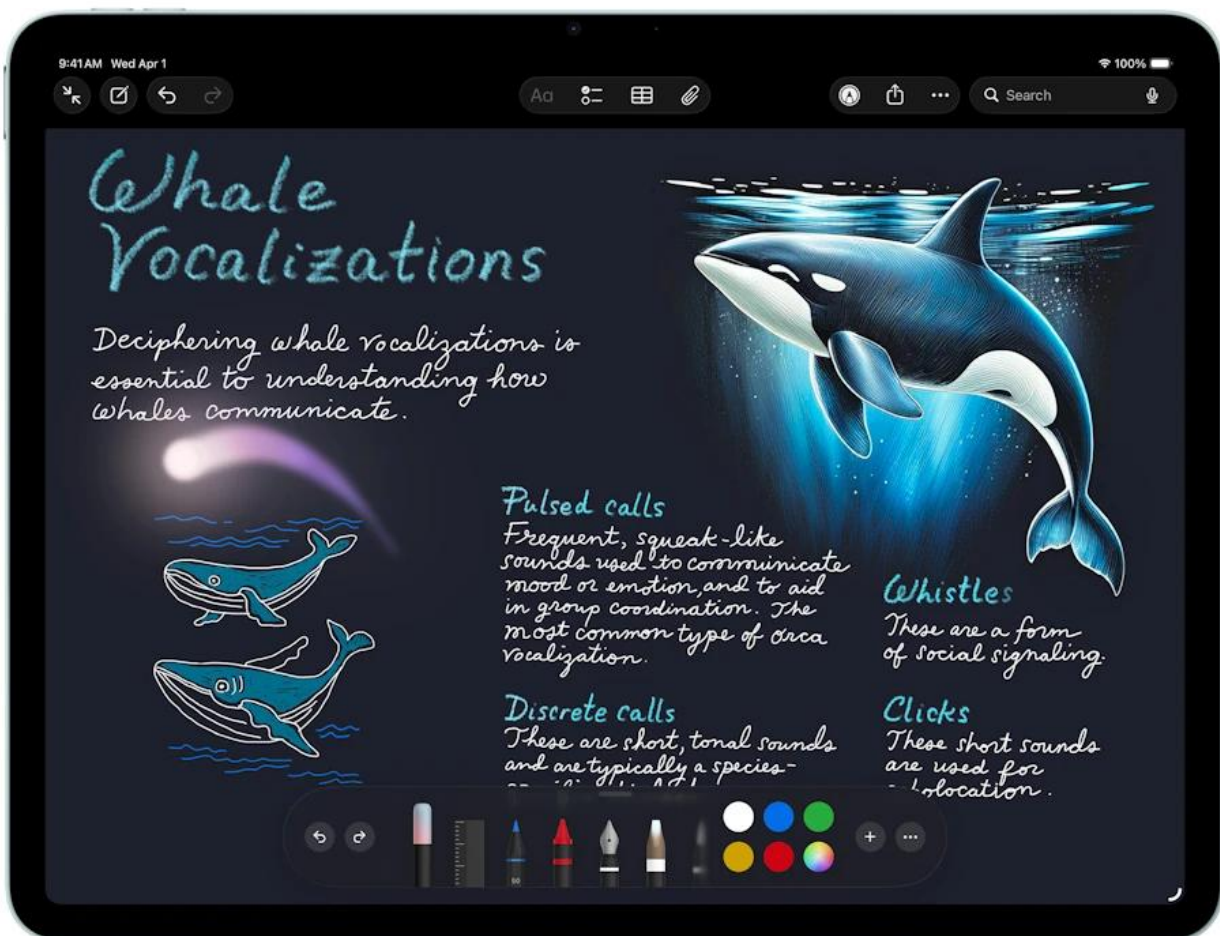 9:41 AM Wed Apr 1
100%
Aa
Search
Whale
Vocalizations
Deciphering whale vocalizations is
essential to understanding how
whales communicate.
Pulsed calls
Frequent, squeak-like
sounds used to communicate
mood or emotion, and to aid
in group coordination. The
most common type of orca
vocalization.
Discrete calls
These are short, tonal sounds
and are typically a species-
Whistles
These are a form
of social signaling.
Clicks
These short sounds
are used for
50